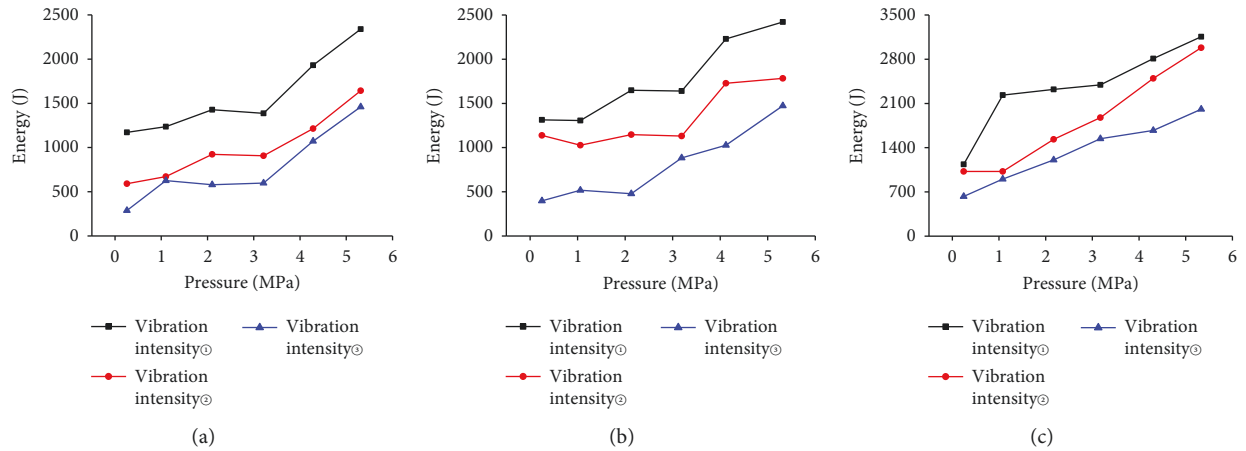 2500
2000
1500
1000
500
0
Energy (J)
0 1 2 3 4 5 6
Pressure (MPa)
Vibration
intensity①
Vibration
intensity③
Vibration
intensity②
(a)
2500
2000
1500
1000
500
0
Energy (J)
0 1 2 3 4 5 6
Pressure (MPa)
Vibration
intensity①
Vibration
intensity③
Vibration
intensity②
(b)
3500
2800
2100
1400
700
0
Energy (J)
0 1 2 3 4 5 6
Pressure (MPa)
Vibration
intensity①
Vibration
intensity③
Vibration
intensity②
(c)